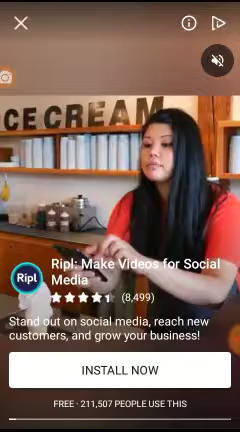 ICE CREAM
Ripl
Ripl: Make Videos for Social
Media
(8,499)
Stand out on social media, reach new
customers, and grow your business!
INSTALL NOW
FREE · 211,507 PEOPLE USE THIS